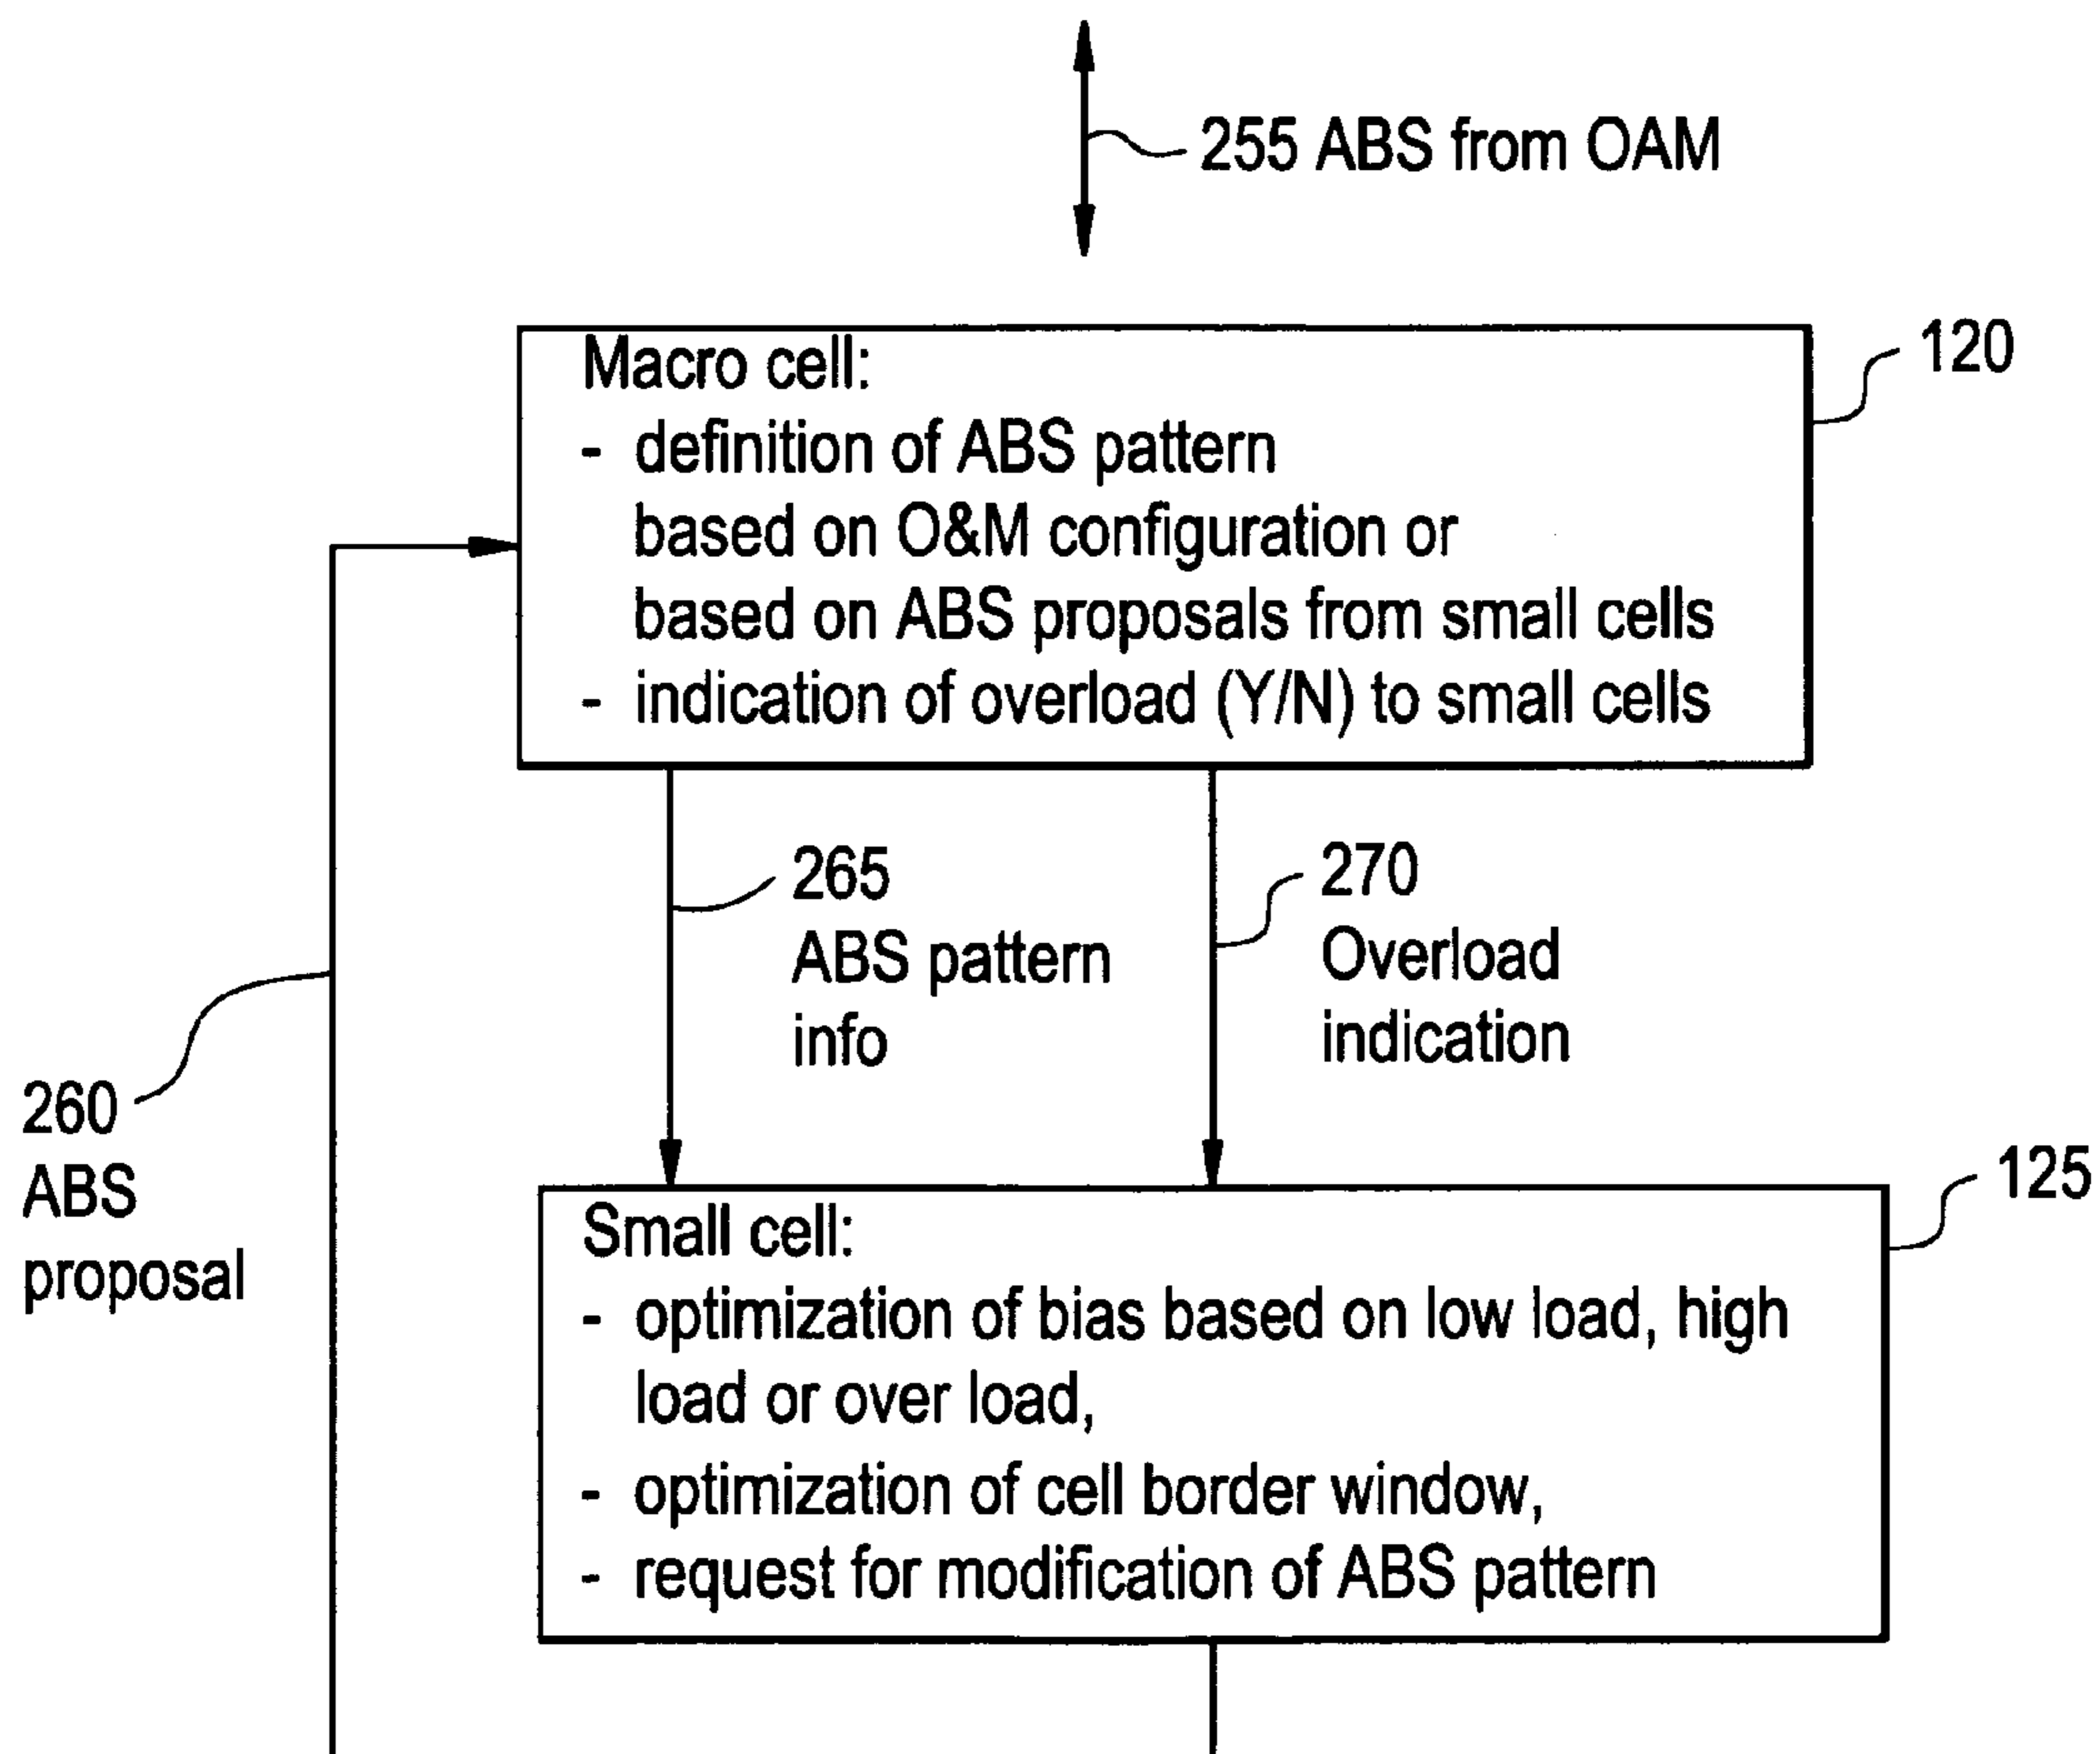 255 ABS from OAM
120
Macro cell:
- definition of ABS pattern
based on O&M configuration or
based on ABS proposals from small cells
- indication of overload (Y/N) to small cells
265
ABS pattern
info
270
Overload
indication
260
ABS
proposal
125
Small cell:
- optimization of bias based on low load, high
load or over load,
- optimization of cell border window,
- request for modification of ABS pattern